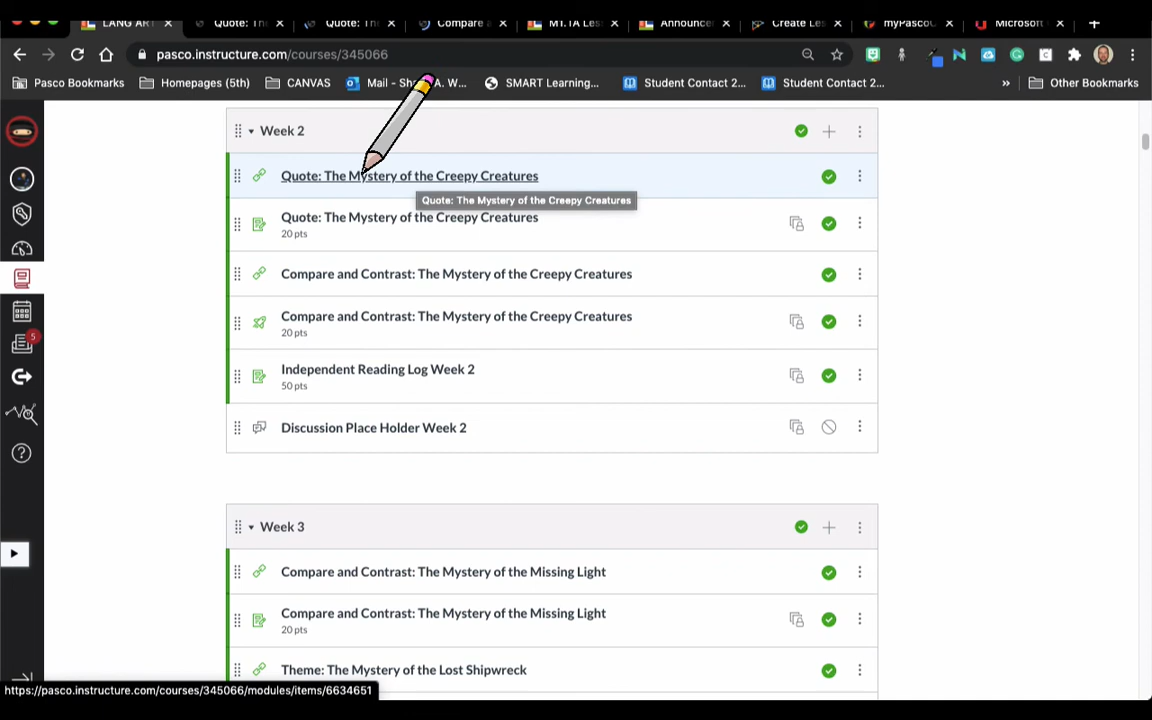 LANG ART
Quote: Th
Quote: Th
Compare a
M1.TA Les
Announce
Create Les
myPascoC
Microsoft
pasco.instructure.com/courses/345066
Pasco Bookmarks
Homepages (5th)
CANVAS
Mail - Sh
A. W...
SMART Learning...
Student Contact 2...
Student Contact 2...
»
Other Bookmarks
Week 2
Quote: The Mystery of the Creepy Creatures
Quote: The Mystery of the Creepy Creatures
Quote: The Mystery of the Creepy Creatures
20 pts
Compare and Contrast: The Mystery of the Creepy Creatures
Compare and Contrast: The Mystery of the Creepy Creatures
20 pts
5
Independent Reading Log Week 2
50 pts
Discussion Place Holder Week 2
Week 3
Compare and Contrast: The Mystery of the Missing Light
Compare and Contrast: The Mystery of the Missing Light
20 pts
Theme: The Mystery of the Lost Shipwreck
https://pasco.instructure.com/courses/345066/modules/items/6634651